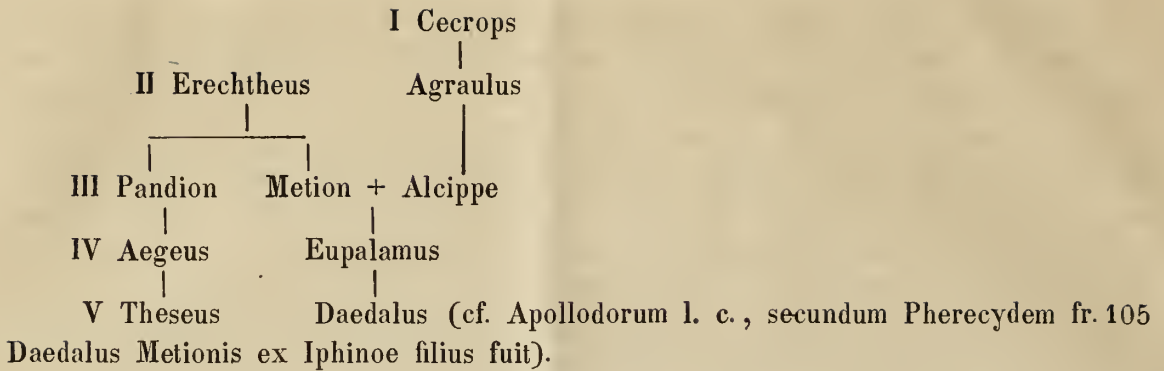 I Cecrops
II Erechtheus Agraulus
III Pandion Metion + Alcippe
IV Aegeus Eupalamus
V Theseus Daedalus (cf. Apollodorum l. c., secundum Pherecydem fr. 105
Daedalus Metionis ex Iphinoe filius fuit).